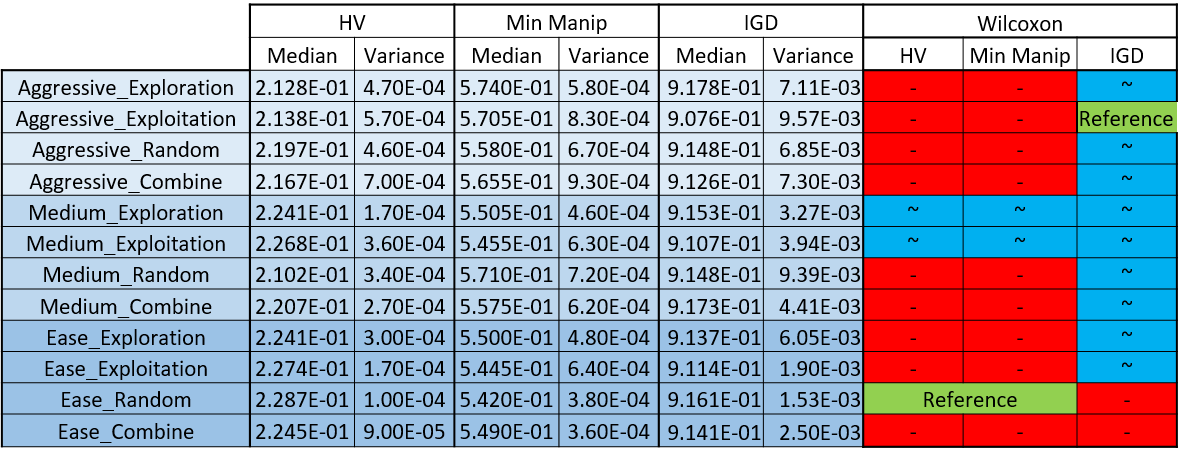 HV Min Manip IGD Wilcoxon
Median Variance Median Variance Median Variance HV Min Manip IGD
Aggressive_Exploration 2.128E-01 4.70E-04 5.740E-01 5.80E-04 9.178E-01 7.11E-03 - - ~
Aggressive_Exploitation 2.138E-01 5.70E-04 5.705E-01 8.30E-04 9.076E-01 9.57E-03 - - Reference
Aggressive_Random 2.197E-01 4.60E-04 5.580E-01 6.70E-04 9.148E-01 6.85E-03 - - ~
Aggressive_Combine 2.167E-01 7.00E-04 5.655E-01 9.30E-04 9.126E-01 7.30E-03 - - ~
Medium_Exploration 2.241E-01 1.70E-04 5.505E-01 4.60E-04 9.153E-01 3.27E-03 ~ ~ ~
Medium_Exploitation 2.268E-01 3.60E-04 5.455E-01 6.30E-04 9.107E-01 3.94E-03 ~ ~ ~
Medium_Random 2.102E-01 3.40E-04 5.710E-01 7.20E-04 9.148E-01 9.39E-03 - - ~
Medium_Combine 2.207E-01 2.70E-04 5.575E-01 6.20E-04 9.173E-01 4.41E-03 - - ~
Ease_Exploration 2.241E-01 3.00E-04 5.500E-01 4.80E-04 9.137E-01 6.05E-03 - - ~
Ease_Exploitation 2.274E-01 1.70E-04 5.445E-01 6.40E-04 9.114E-01 1.90E-03 - - ~
Ease_Random 2.287E-01 1.00E-04 5.420E-01 3.80E-04 9.161E-01 1.53E-03 Reference -
Ease_Combine 2.245E-01 9.00E-05 5.490E-01 3.60E-04 9.141E-01 2.50E-03 - - -